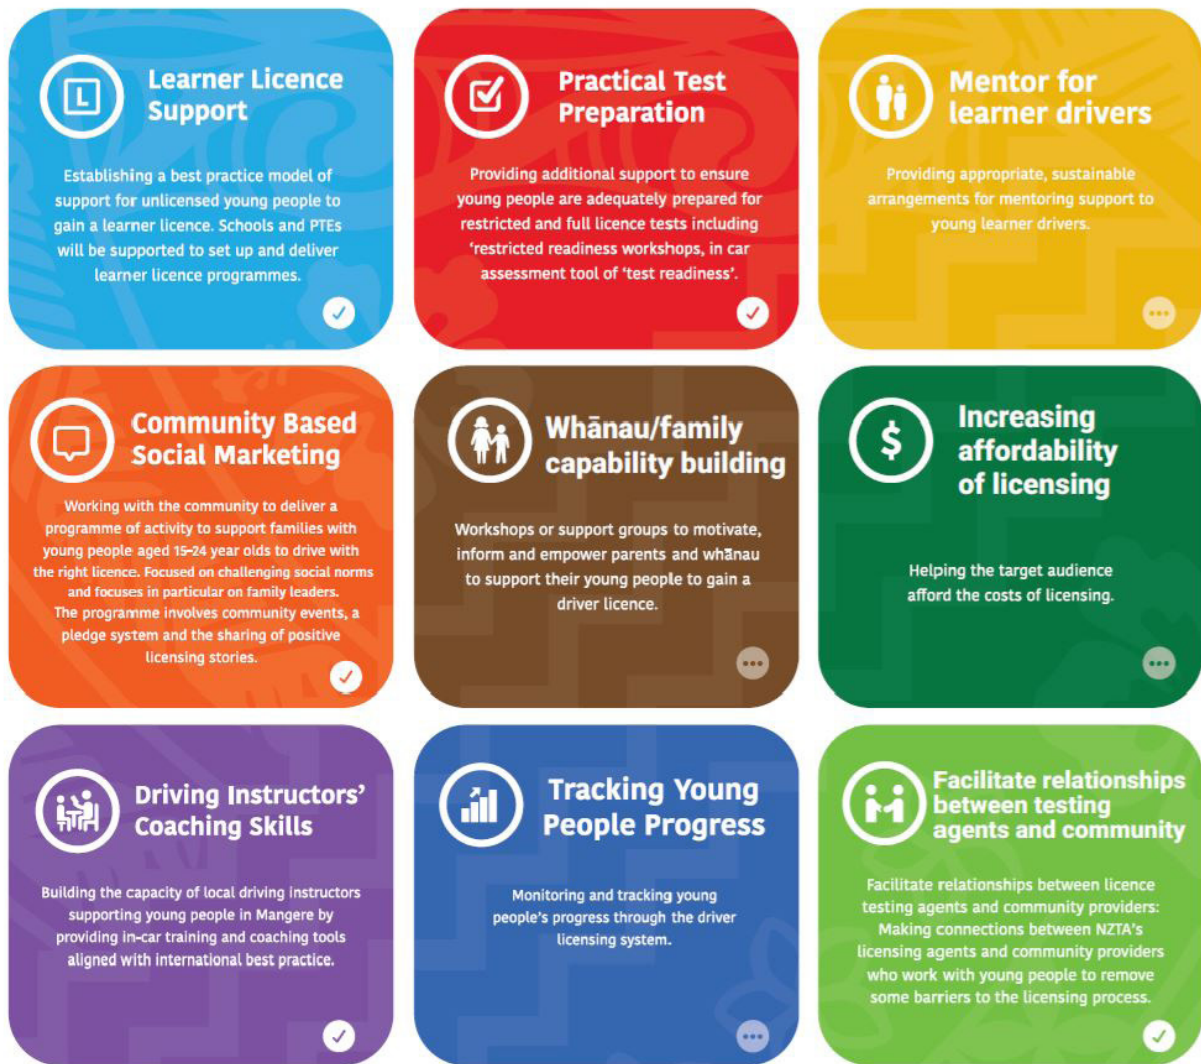 L
Learner Licence
Support
Establishing a best practice model of
support for unlicensed young people to
gain a learner licence. Schools and PTEs
will be supported to set up and deliver
learner licence programmes.
Practical Test
Preparation
Providing additional support to ensure
young people are adequately prepared for
restricted and full licence tests including
‘restricted readiness workshops, in car
assessment tool of ‘test readiness’.
Mentor for
learner drivers
Providing appropriate, sustainable
arrangements for mentoring support to
young learner drivers.
Community Based
Social Marketing
Working with the community to deliver a
programme of activity to support families with
young people aged 15-24 year olds to drive with
the right licence. Focused on challenging social norms
and focuses in particular on family leaders.
The programme involves community events, a
pledge system and the sharing of positive
licensing stories.
Whānau/family
capability building
Workshops or support groups to motivate,
inform and empower parents and whānau
to support their young people to gain a
driver licence.
$
Increasing
affordability
of licensing
Helping the target audience
afford the costs of licensing.
Driving Instructors’
Coaching Skills
Building the capacity of local driving instructors
supporting young people in Mangere by
providing in-car training and coaching tools
aligned with international best practice.
Tracking Young
People Progress
Monitoring and tracking young
people’s progress through the driver
licensing system.
Facilitate relationships
between testing
agents and community
Facilitate relationships between licence
testing agents and community providers:
Making connections between NZTA’s
licensing agents and community providers
who work with young people to remove
some barriers to the licensing process.